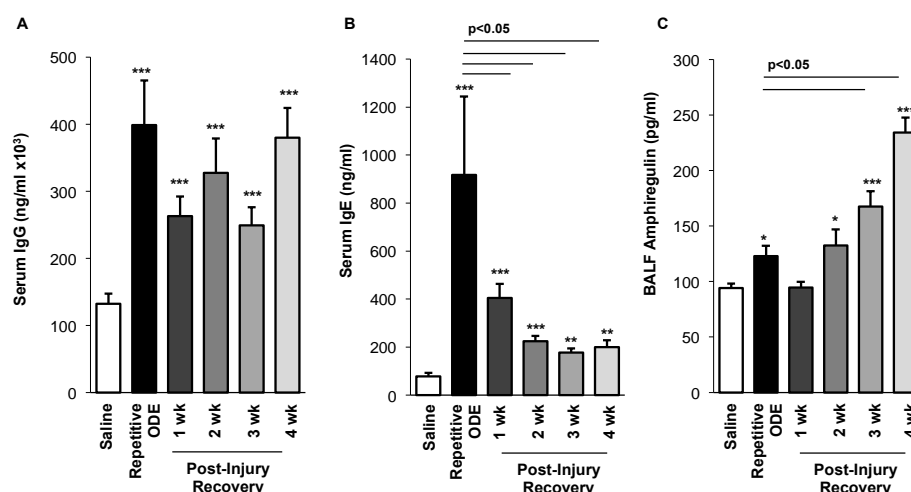 A
Serum IgG (ng/ml x10³)
500
400
300
200
100
0
***
***
***
***
***
Saline
Repetitive
ODE
1 wk
2 wk
3 wk
4 wk
Post-Injury
Recovery
B
p<0.05
Serum IgE (ng/ml)
1400
1200
1000
800
600
400
200
0
***
***
***
**
**
Saline
Repetitive
ODE
1 wk
2 wk
3 wk
4 wk
Post-Injury
Recovery
C
p<0.05
BALF Amphiregulin (pg/ml)
300
250
200
150
100
50
0
*
*
***
***
Saline
Repetitive
ODE
1 wk
2 wk
3 wk
4 wk
Post-Injury
Recovery